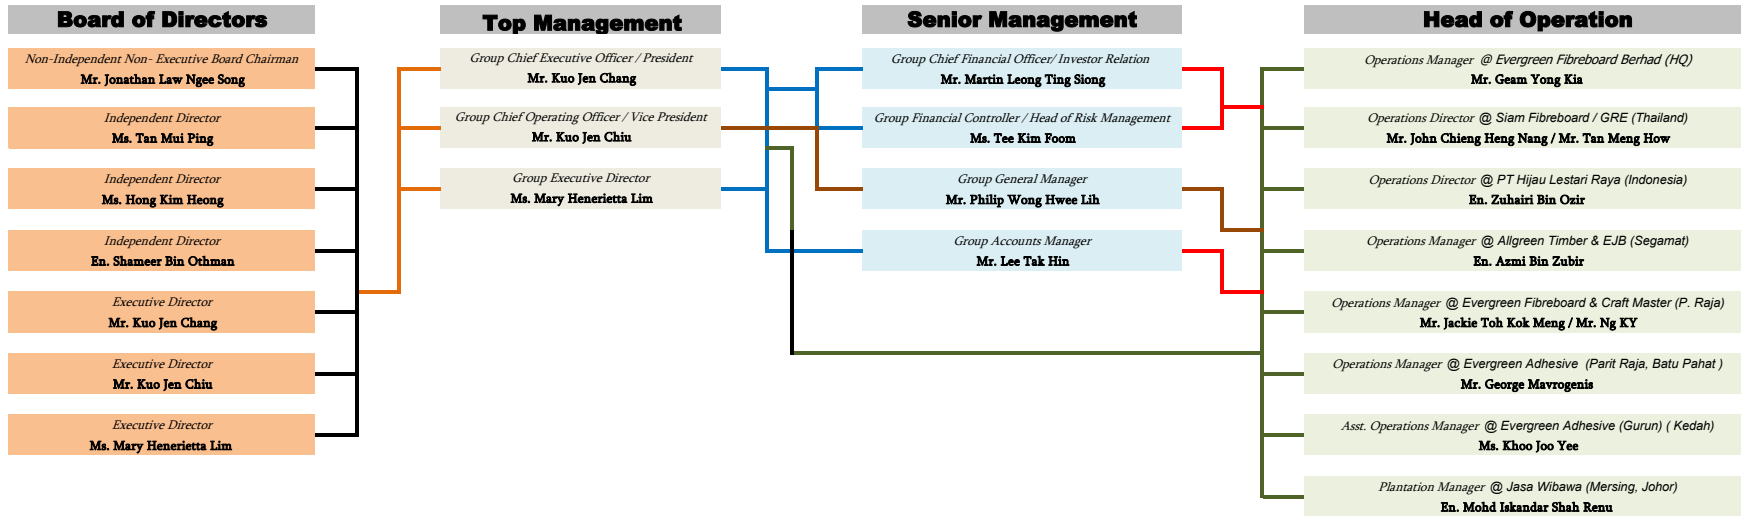 Board of Directors
Non-Independent Non- Executive Board Chairman
Mr. Jonathan Law Ngee Song
Independent Director
Ms. Tan Mui Ping
Independent Director
Ms. Hong Kim Heong
Independent Director
En. Shameer Bin Othman
Executive Director
Mr. Kuo Jen Chang
Executive Director
Mr. Kuo Jen Chiu
Executive Director
Ms. Mary Henerietta Lim
Top Management
Group Chief Executive Officer / President
Mr. Kuo Jen Chang
Group Chief Operating Officer / Vice President
Mr. Kuo Jen Chiu
Group Executive Director
Ms. Mary Henerietta Lim
Senior Management
Group Chief Financial Officer/ Investor Relation
Mr. Martin Leong Ting Siong
Group Financial Controller / Head of Risk Management
Ms. Tee Kim Foom
Group General Manager
Mr. Philip Wong Hwee Lih
Group Accounts Manager
Mr. Lee Tak Hin
Head of Operation
Operations Manager @ Evergreen Fibreboard Berhad (HQ)
Mr. Geam Yong Kia
Operations Director @ Siam Fibreboard / GRE (Thailand)
Mr. John Chieng Heng Nang / Mr. Tan Meng How
Operations Director @ PT Hijau Lestari Raya (Indonesia)
En. Zuhairi Bin Ozir
Operations Manager @ Allgreen Timber & EJB (Segamat)
En. Azmi Bin Zubir
Operations Manager @ Evergreen Fibreboard & Craft Master (P. Raja)
Mr. Jackie Toh Kok Meng / Mr. Ng KY
Operations Manager @ Evergreen Adhesive (Parit Raja, Batu Pahat )
Mr. George Mavrogenis
Asst. Operations Manager @ Evergreen Adhesive (Gurun) ( Kedah)
Ms. Khoo Joo Yee
Plantation Manager @ Jasa Wibawa (Mersing, Johor)
En. Mohd Iskandar Shah Renu